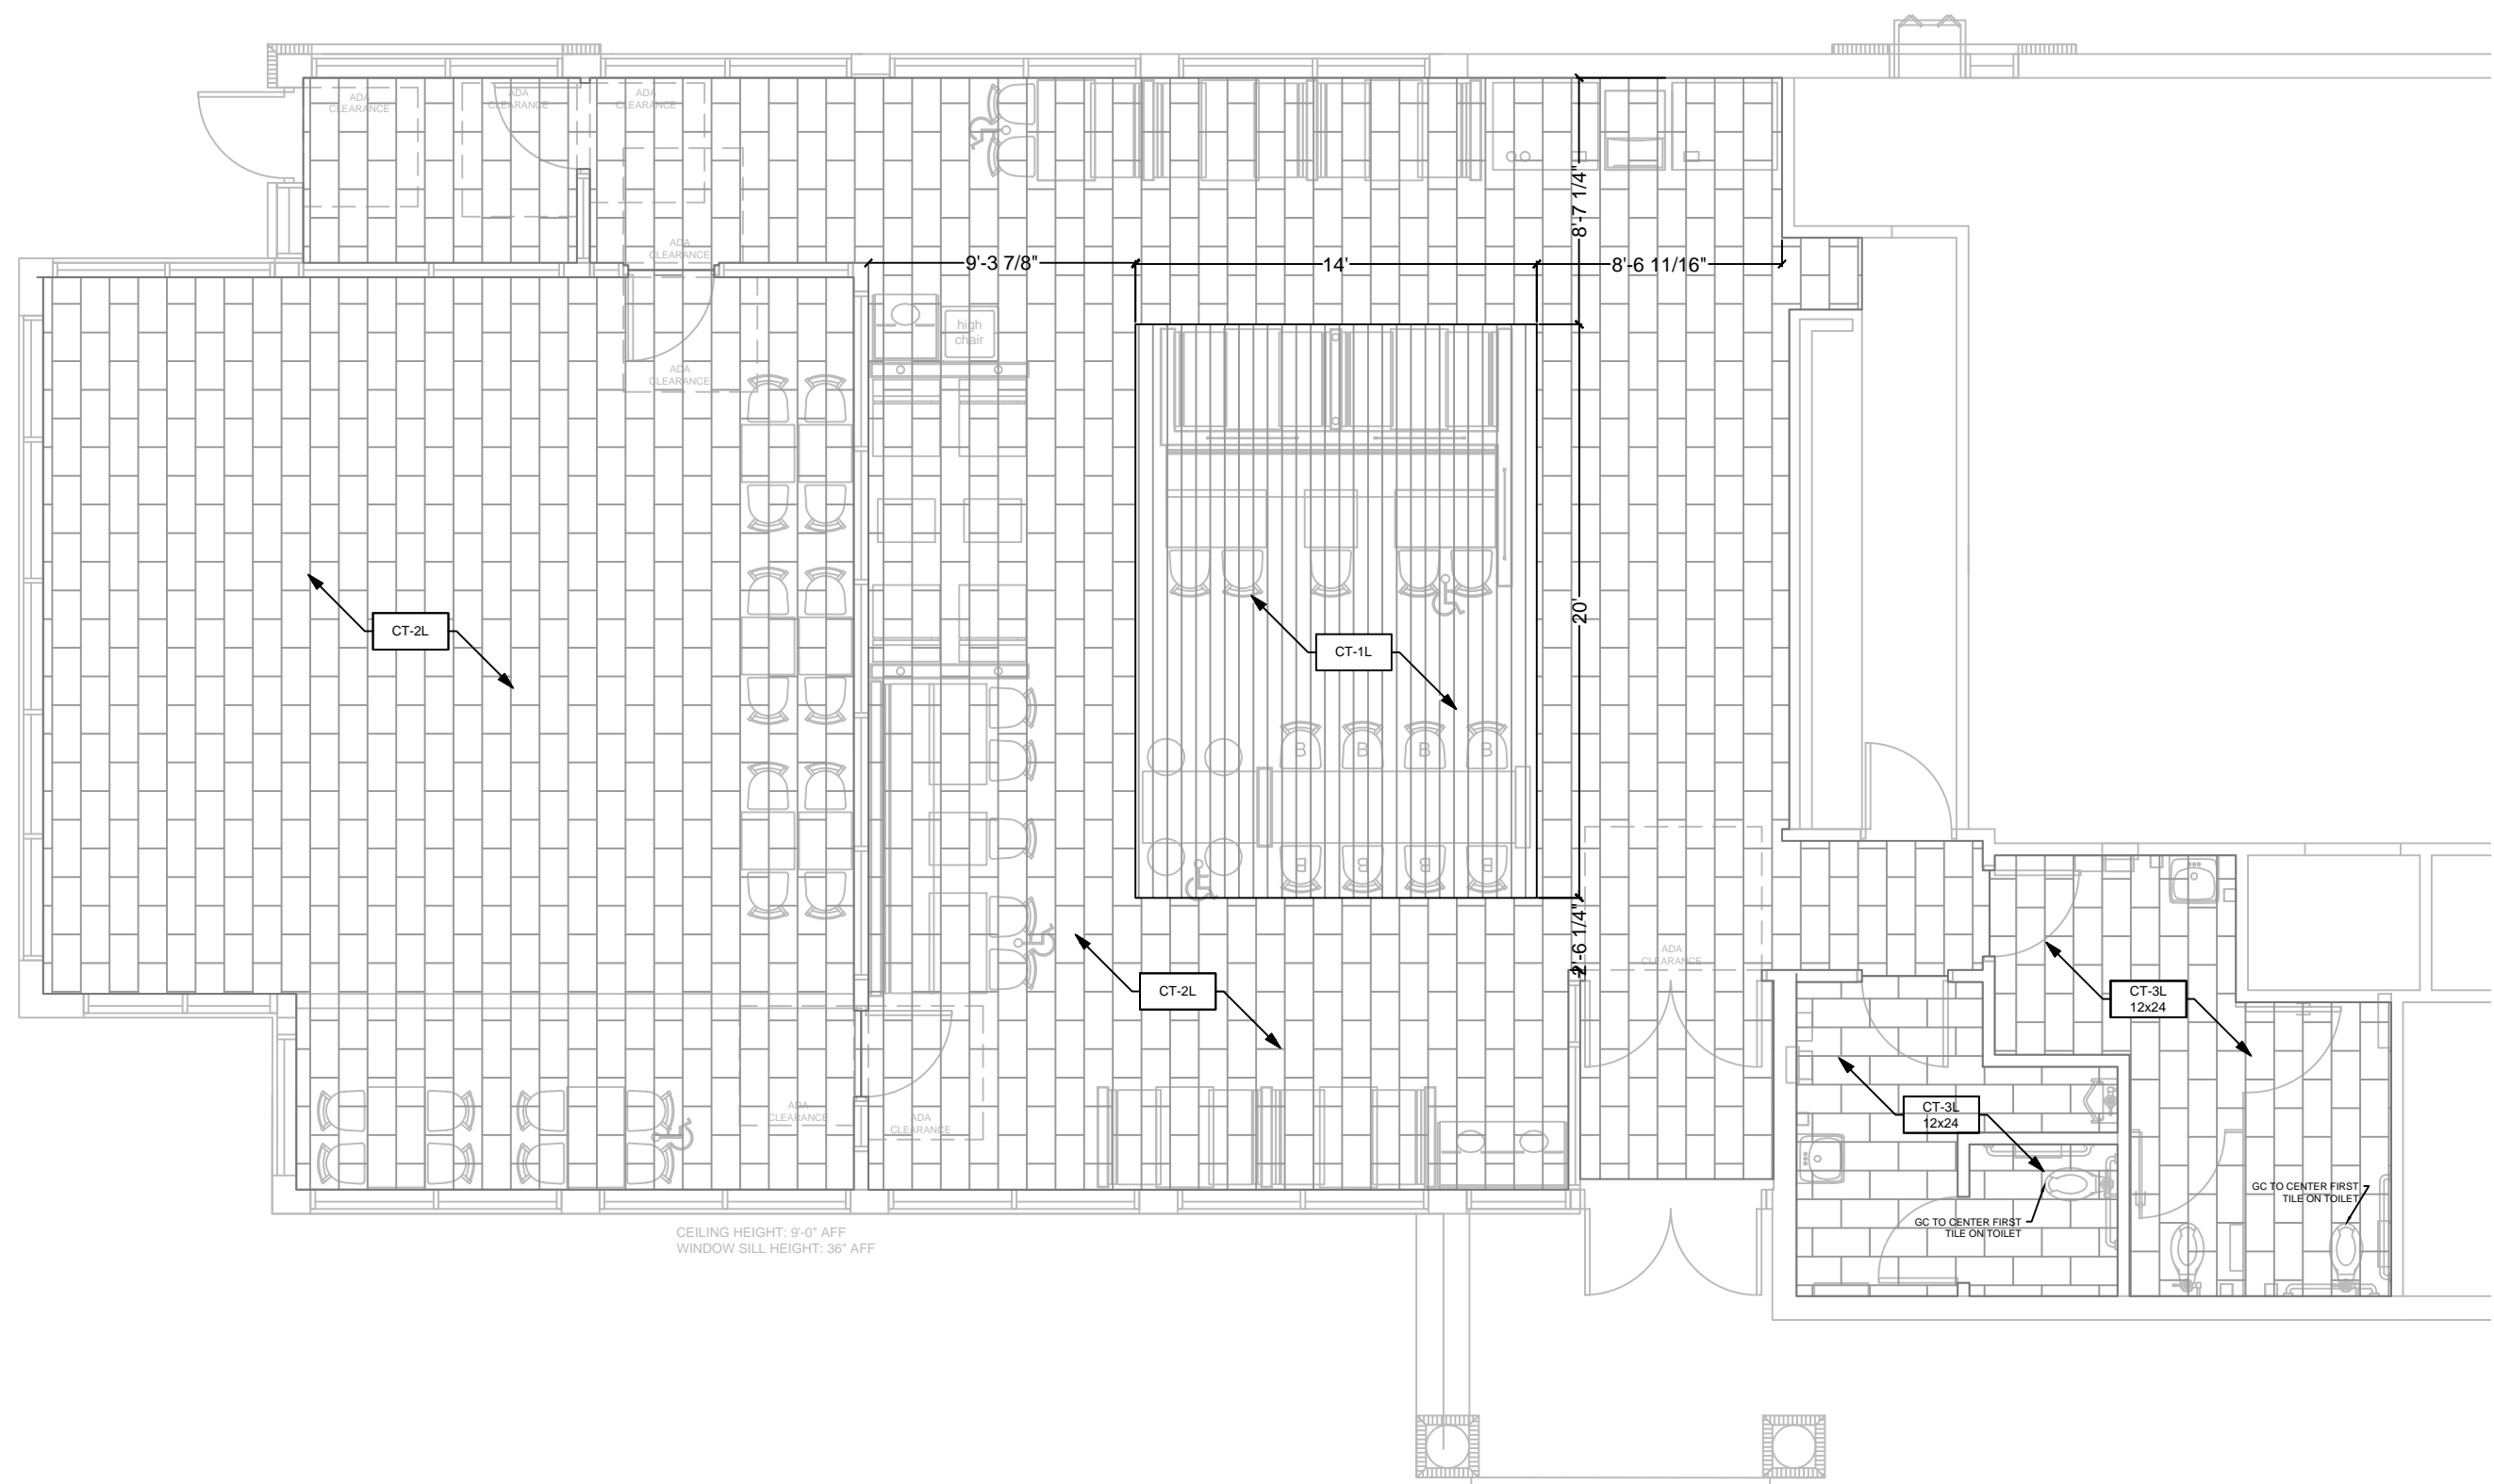 ADA
CLEARANCE
ADA
CLEARANCE
ADA
CLEARANCE
8'-7 1/4"
ADA
CLEARANCE
9'-3 7/8"
14'
8'-6 11/16"
high
chair
ADA
CLEARANCE
20'
CT-2L
CT-1L
B
B
B
B
B
B
B
B
2'-6 1/4"
ADA
CLEARANCE
CT-2L
CT-3L
12x24
ADA
CLEARANCE
ADA
CLEARANCE
CT-3L
12x24
GC TO CENTER FIRST
TILE ON TOILET
GC TO CENTER FIRST
TILE ON TOILET
CEILING HEIGHT: 9'-0" AFF
WINDOW SILL HEIGHT: 36" AFF